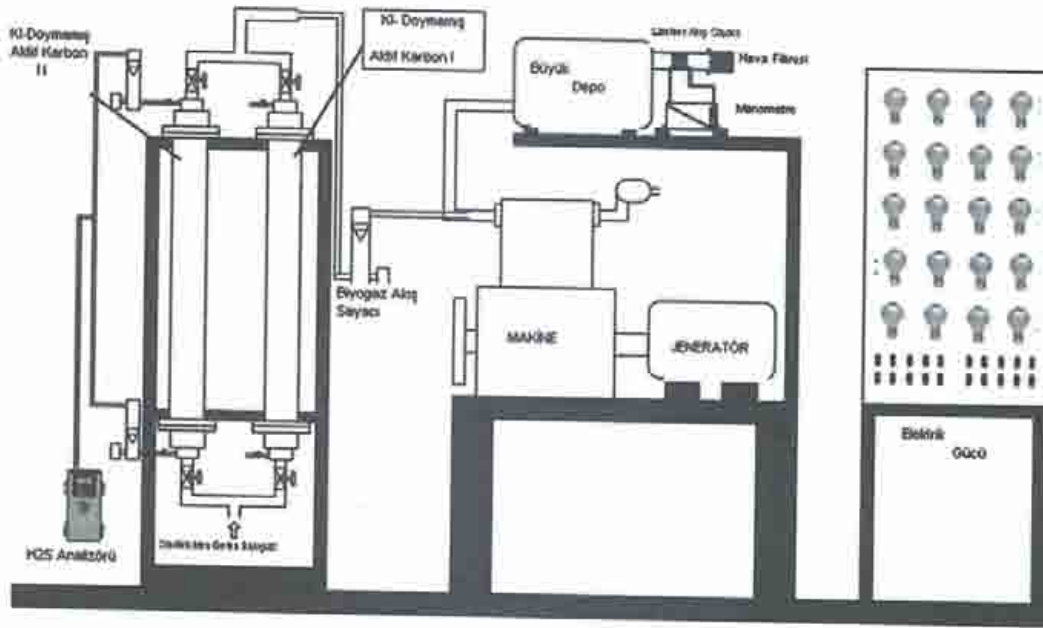 KI-Doymamış
Aktif Karbon
II
KI- Doymamış
Aktif Karbon I
Büyük
Depo
Hava Filtresi
Manometre
Biyogaz Akış
Sayacı
MAKİNE
JENERATÖR
Elektrik
Gücü
H2S Analizörü